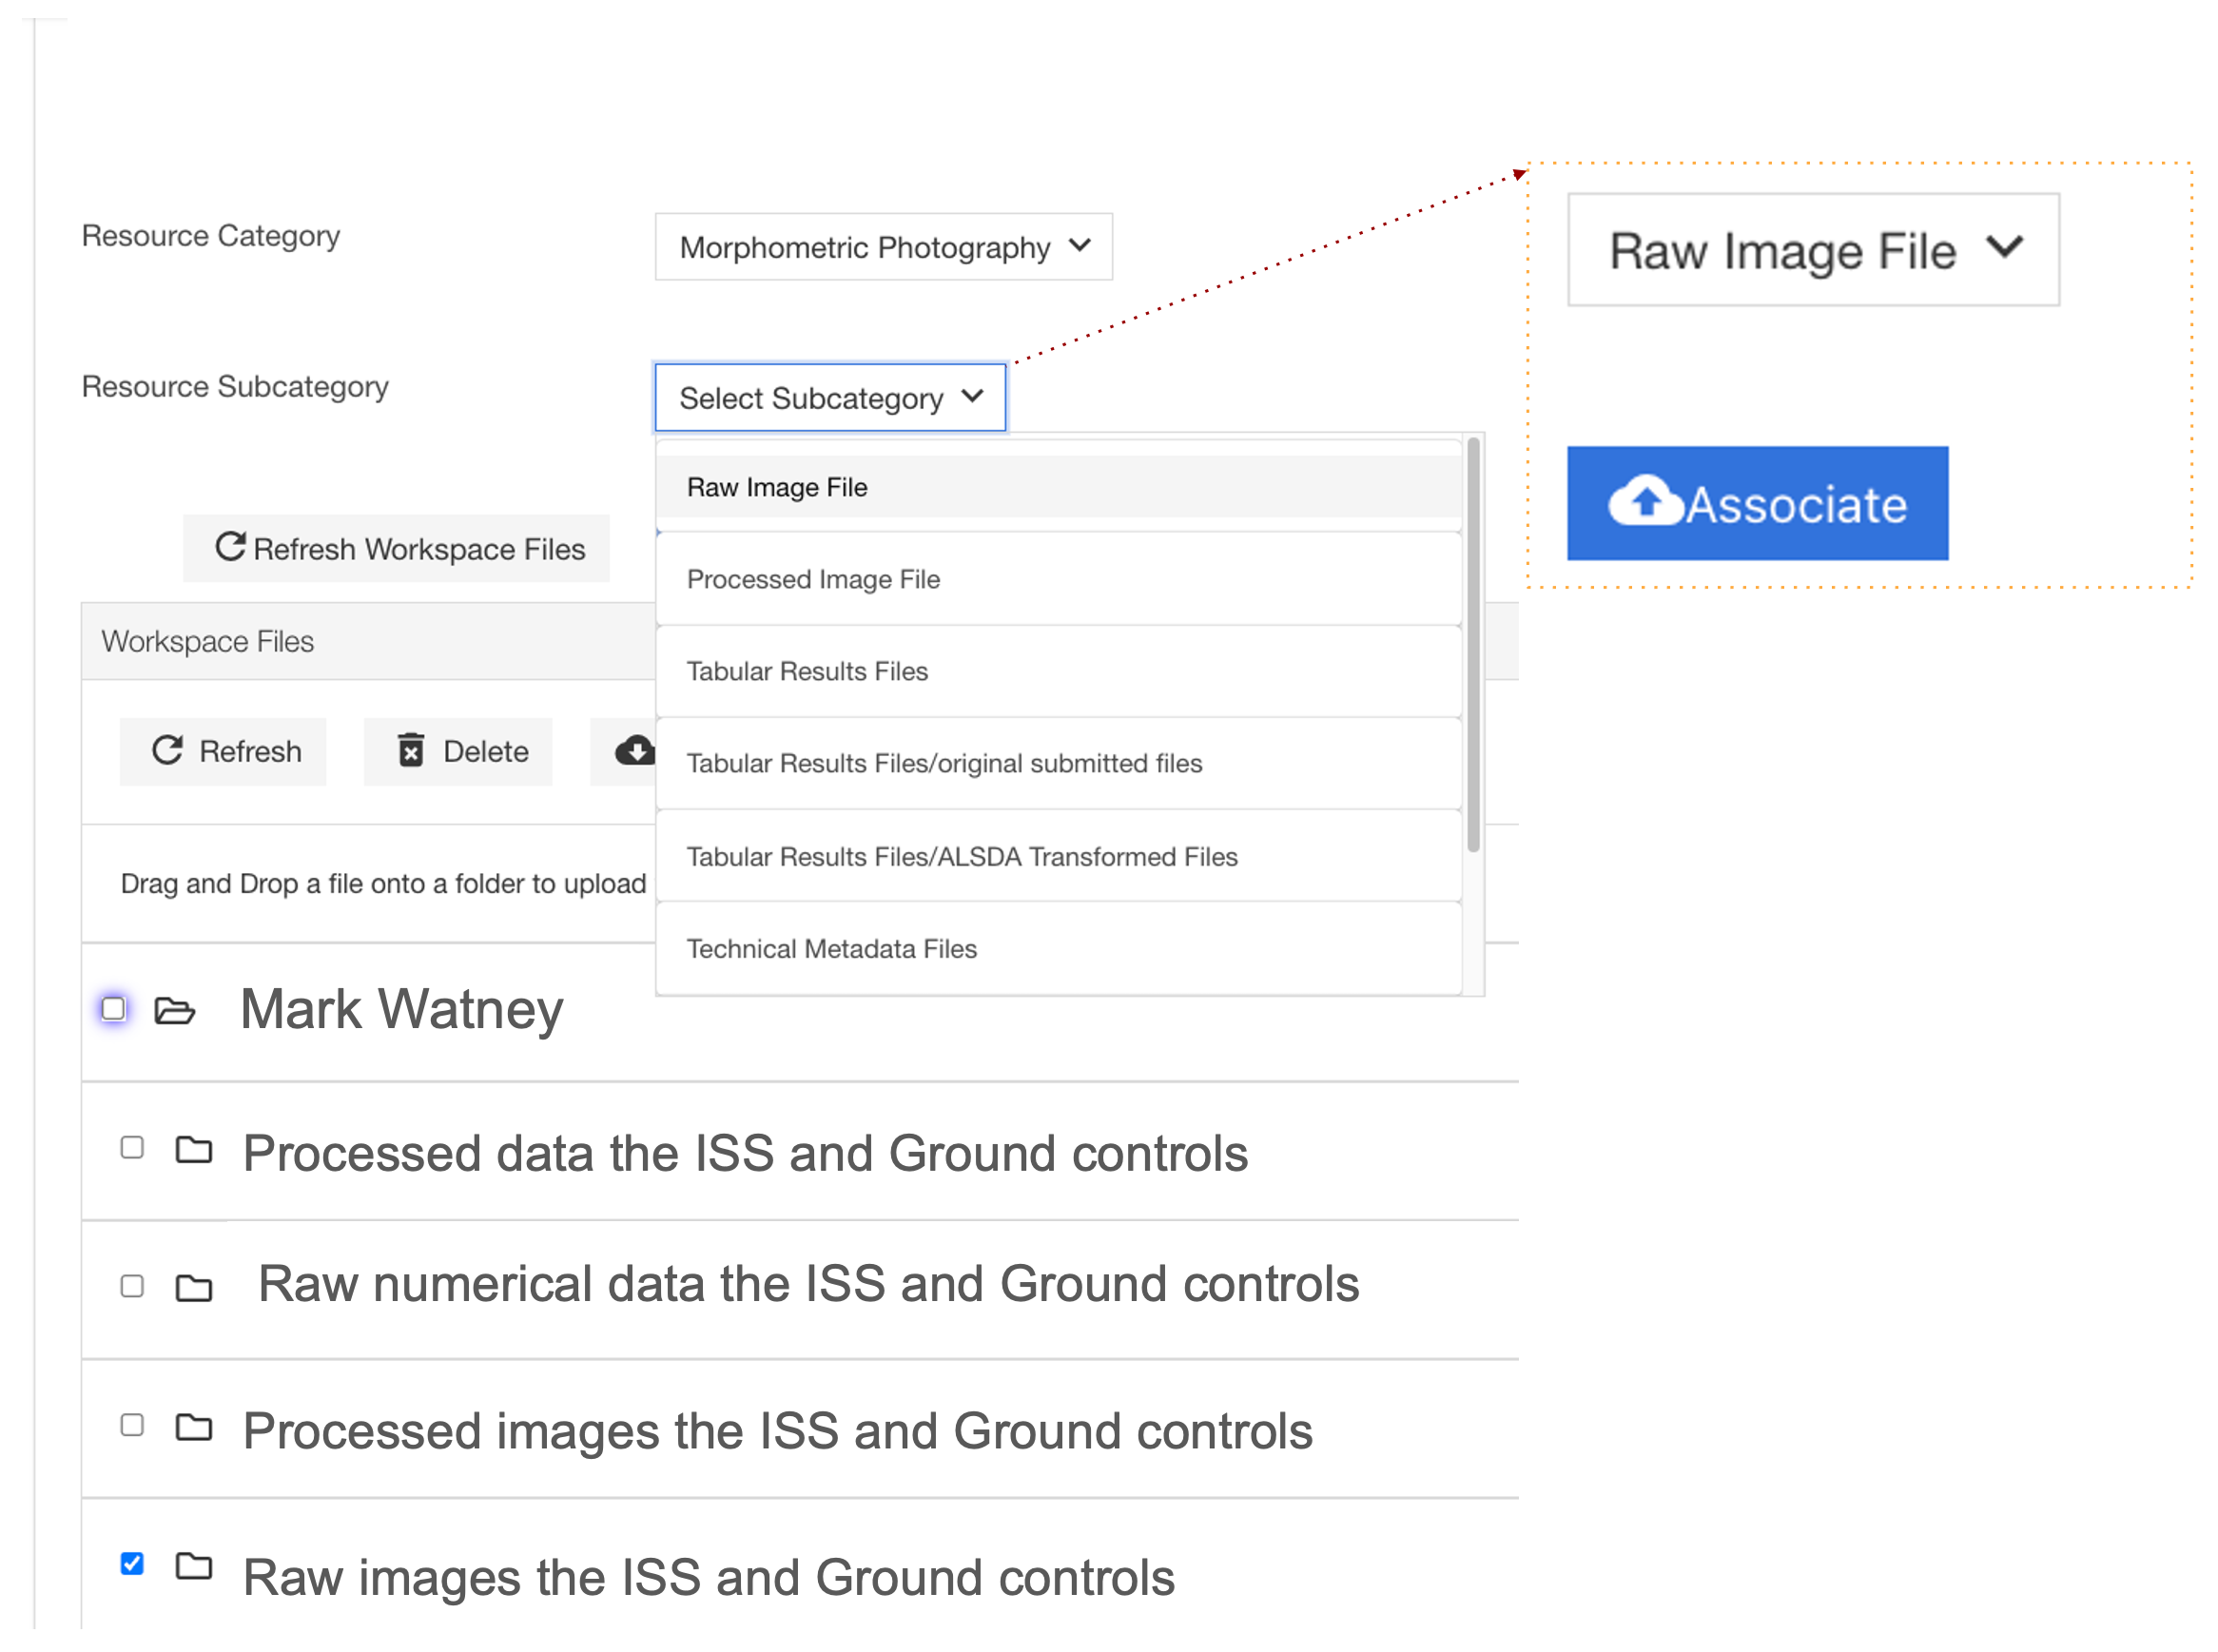 Resource Category
Morphometric Photography
Raw Image File
Resource Subcategory
Select Subcategory
Associate
Raw Image File
Refresh Workspace Files
Processed Image File
Workspace Files
Tabular Results Files
Refresh
Delete
Tabular Results Files/original submitted files
Tabular Results Files/ALSDA Transformed Files
Drag and Drop a file onto a folder to upload
Technical Metadata Files
Mark Watney
Processed data the ISS and Ground controls
Raw numerical data the ISS and Ground controls
Processed images the ISS and Ground controls
Raw images the ISS and Ground controls